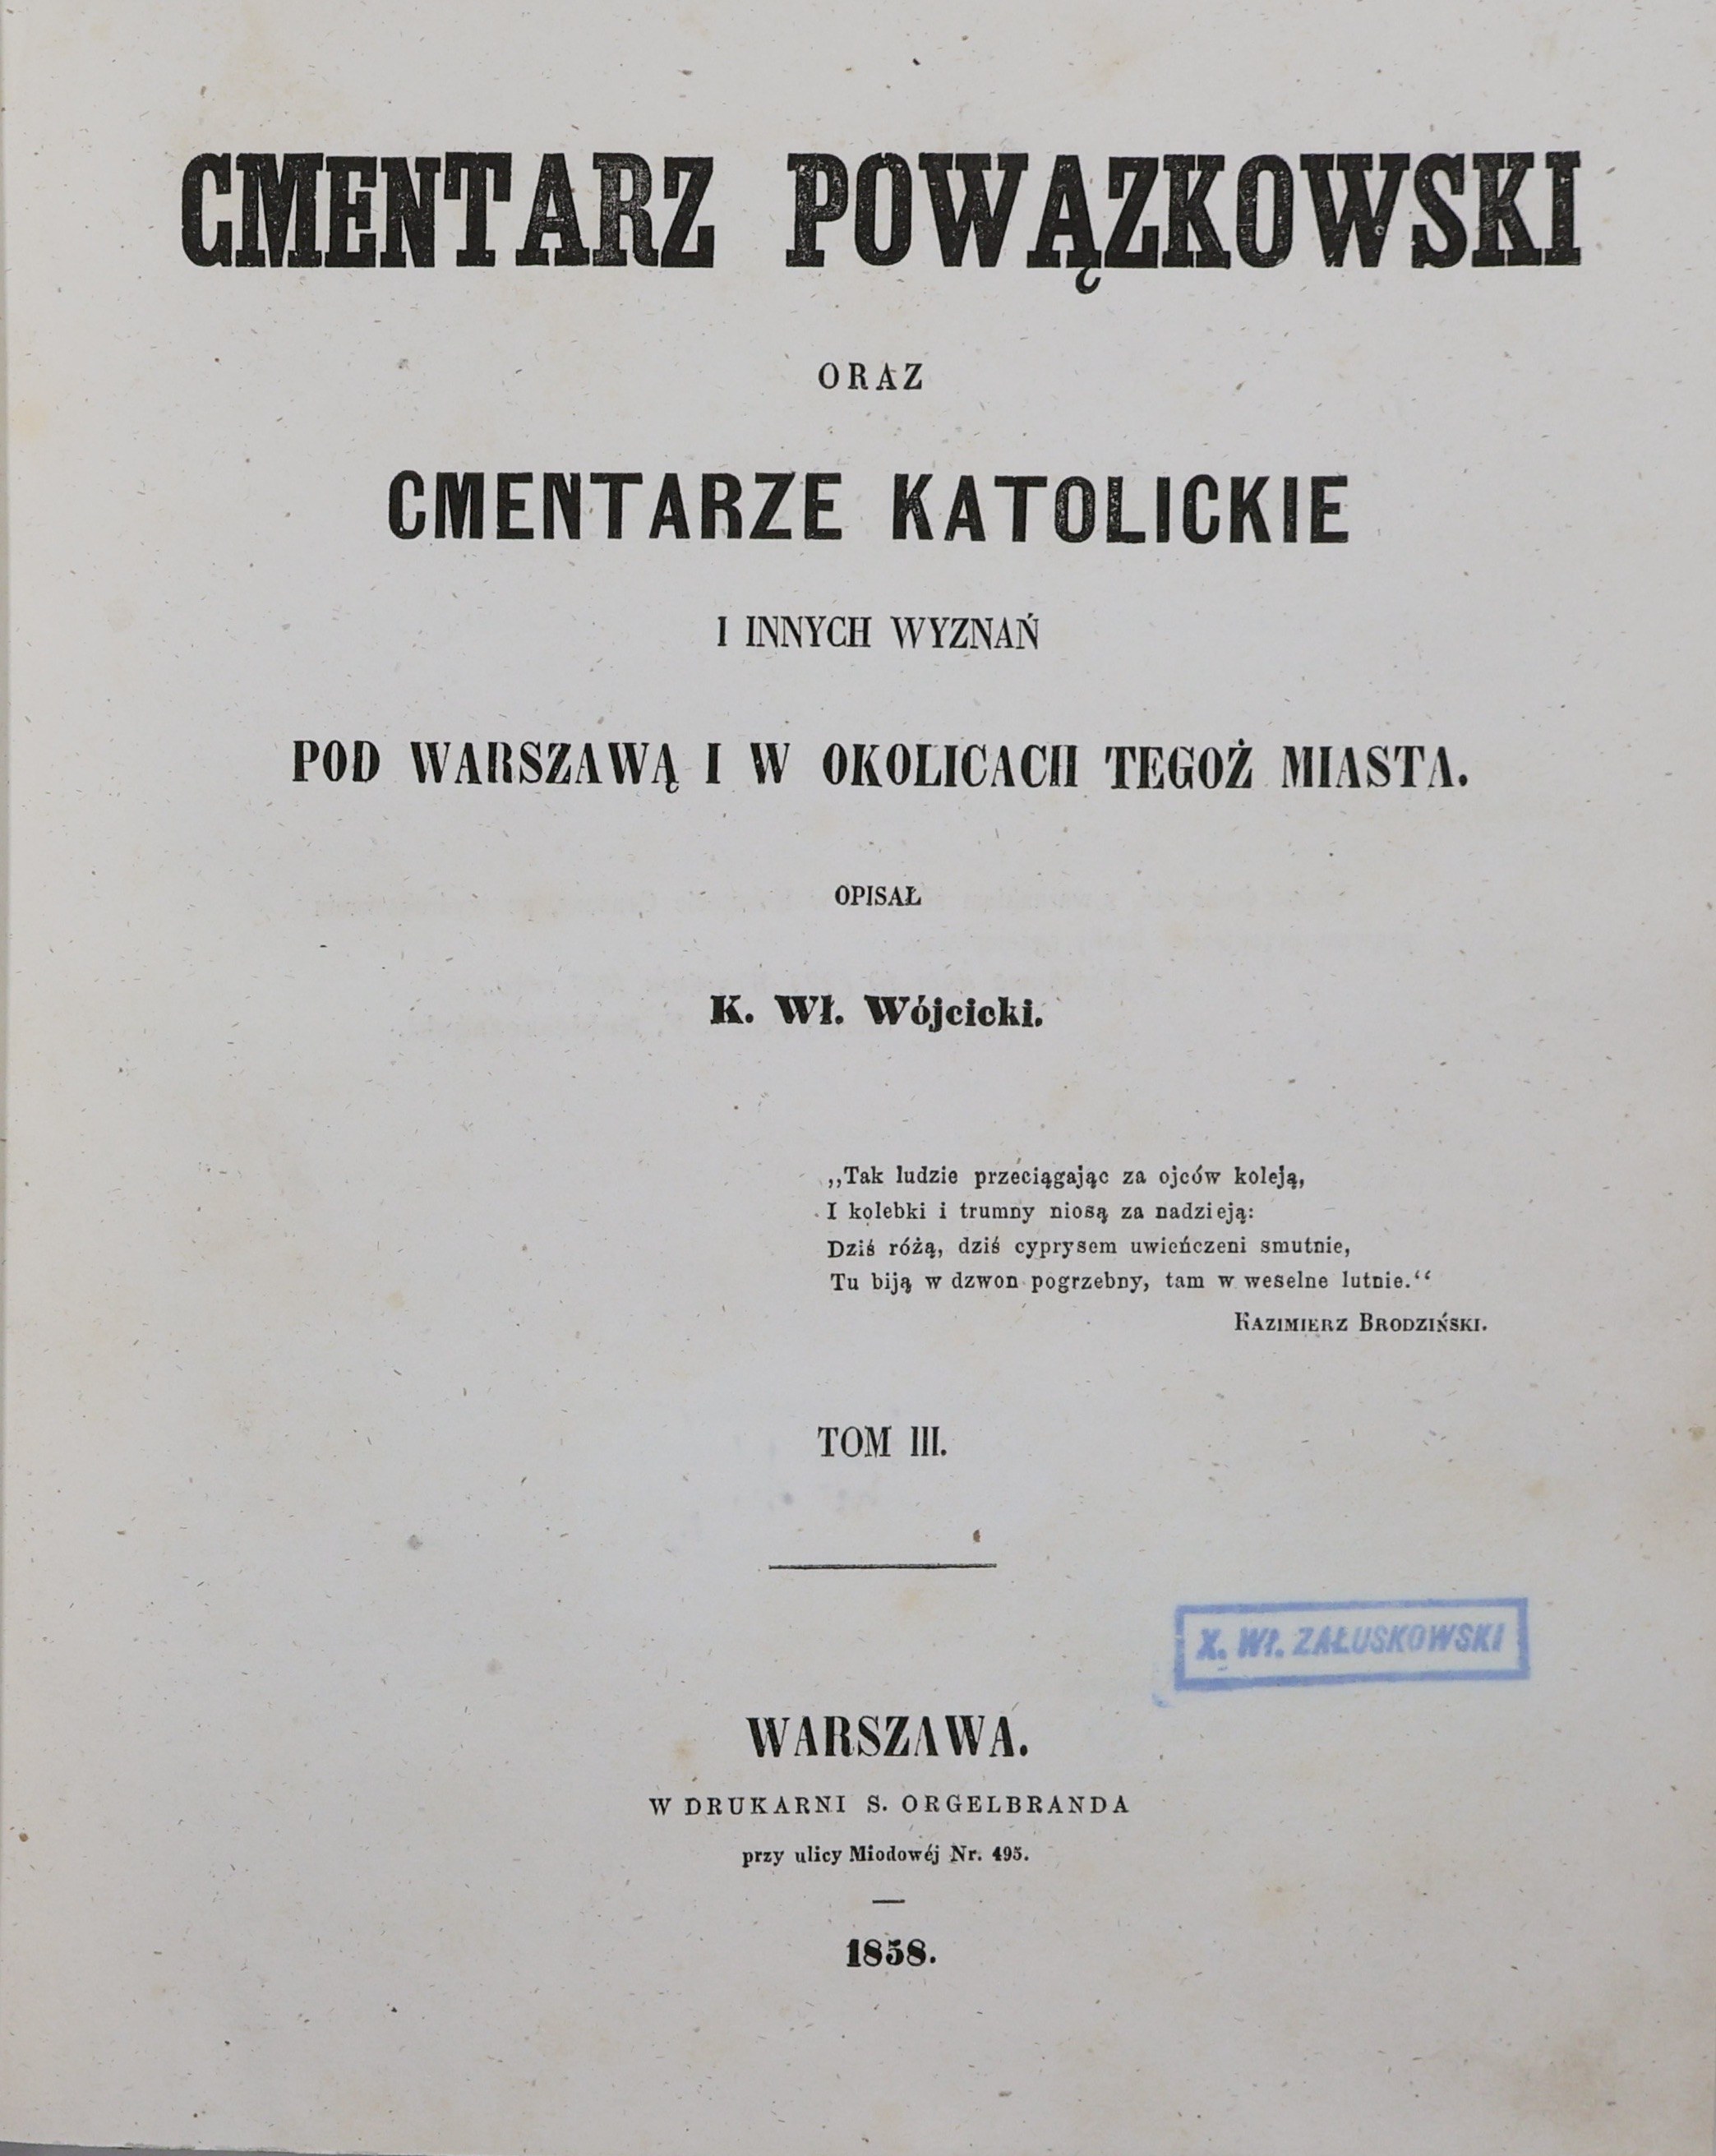 CMENTARZ POWĄZKOWSKI
ORAZ
CMENTARZE KATOLICKIE
I INNYCH WYZNAŃ
POD WARSZAWĄ I W OKOLICACH TEGOŻ MIASTA.
OPISAŁ
K. Wł. Wójcicki.
,,Tak ludzie przeciągając za ojców koleją,
I kolebki i trumny niosą za nadzieją:
Dziś różą, dziś cyprysem uwieńczeni smutnie,
Tu biją w dzwon pogrzebny, tam w weselne lutnie.“
KAZIMIERZ BRODZIŃSKI.
TOM III.
X. Wł. ZAŁUSKOWSKI
WARSZAWA.
W DRUKARNI S. ORGELBRANDA
przy ulicy Miodowéj Nr. 495.
1858.